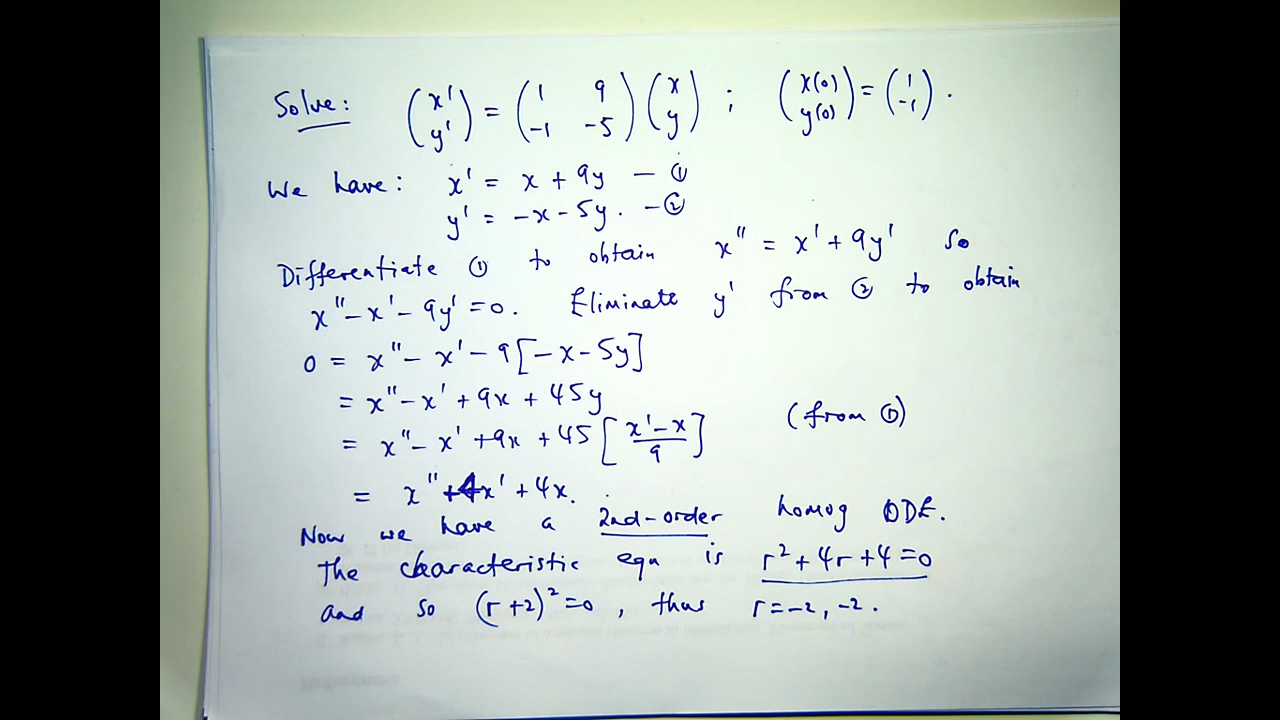 Solve: (x' y') = (1 9 -1 -5) (x y) ; (x(0) y(0)) = (1 -1) .
We have: x' = x + 9y — ①
y' = -x - 5y. — ②
Differentiate ① to obtain x'' = x' + 9y' so
x'' - x' - 9y' = 0. Eliminate y' from ② to obtain
0 = x'' - x' - 9[-x - 5y]
= x'' - x' + 9x + 45y
= x'' - x' + 9x + 45 [(x' - x)/9] (from ①)
= x'' + 4x' + 4x.
Now we have a 2nd-order homog ODE.
The characteristic eqn is r² + 4r + 4 = 0
and so (r + 2)² = 0, thus r = -2, -2.